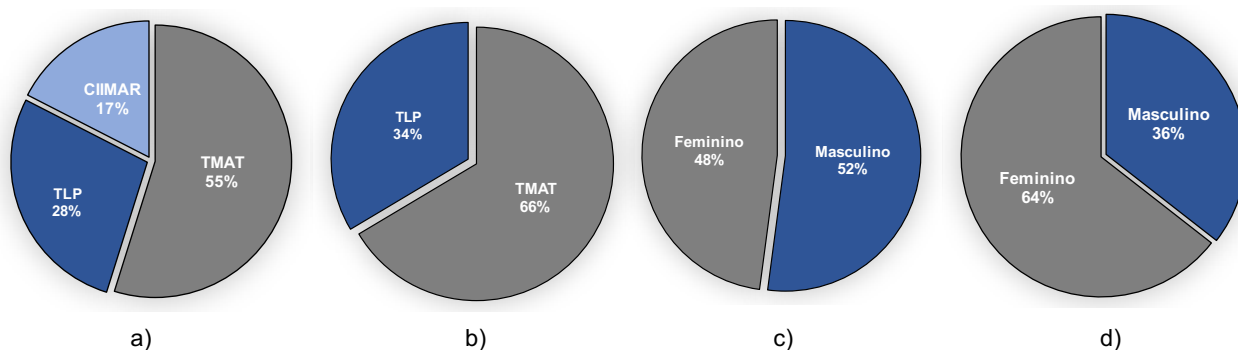 CIIMAR
17%
TLP
28%
TMAT
55%
a)
TLP
34%
TMAT
66%
b)
Feminino
48%
Masculino
52%
c)
Masculino
36%
Feminino
64%
d)